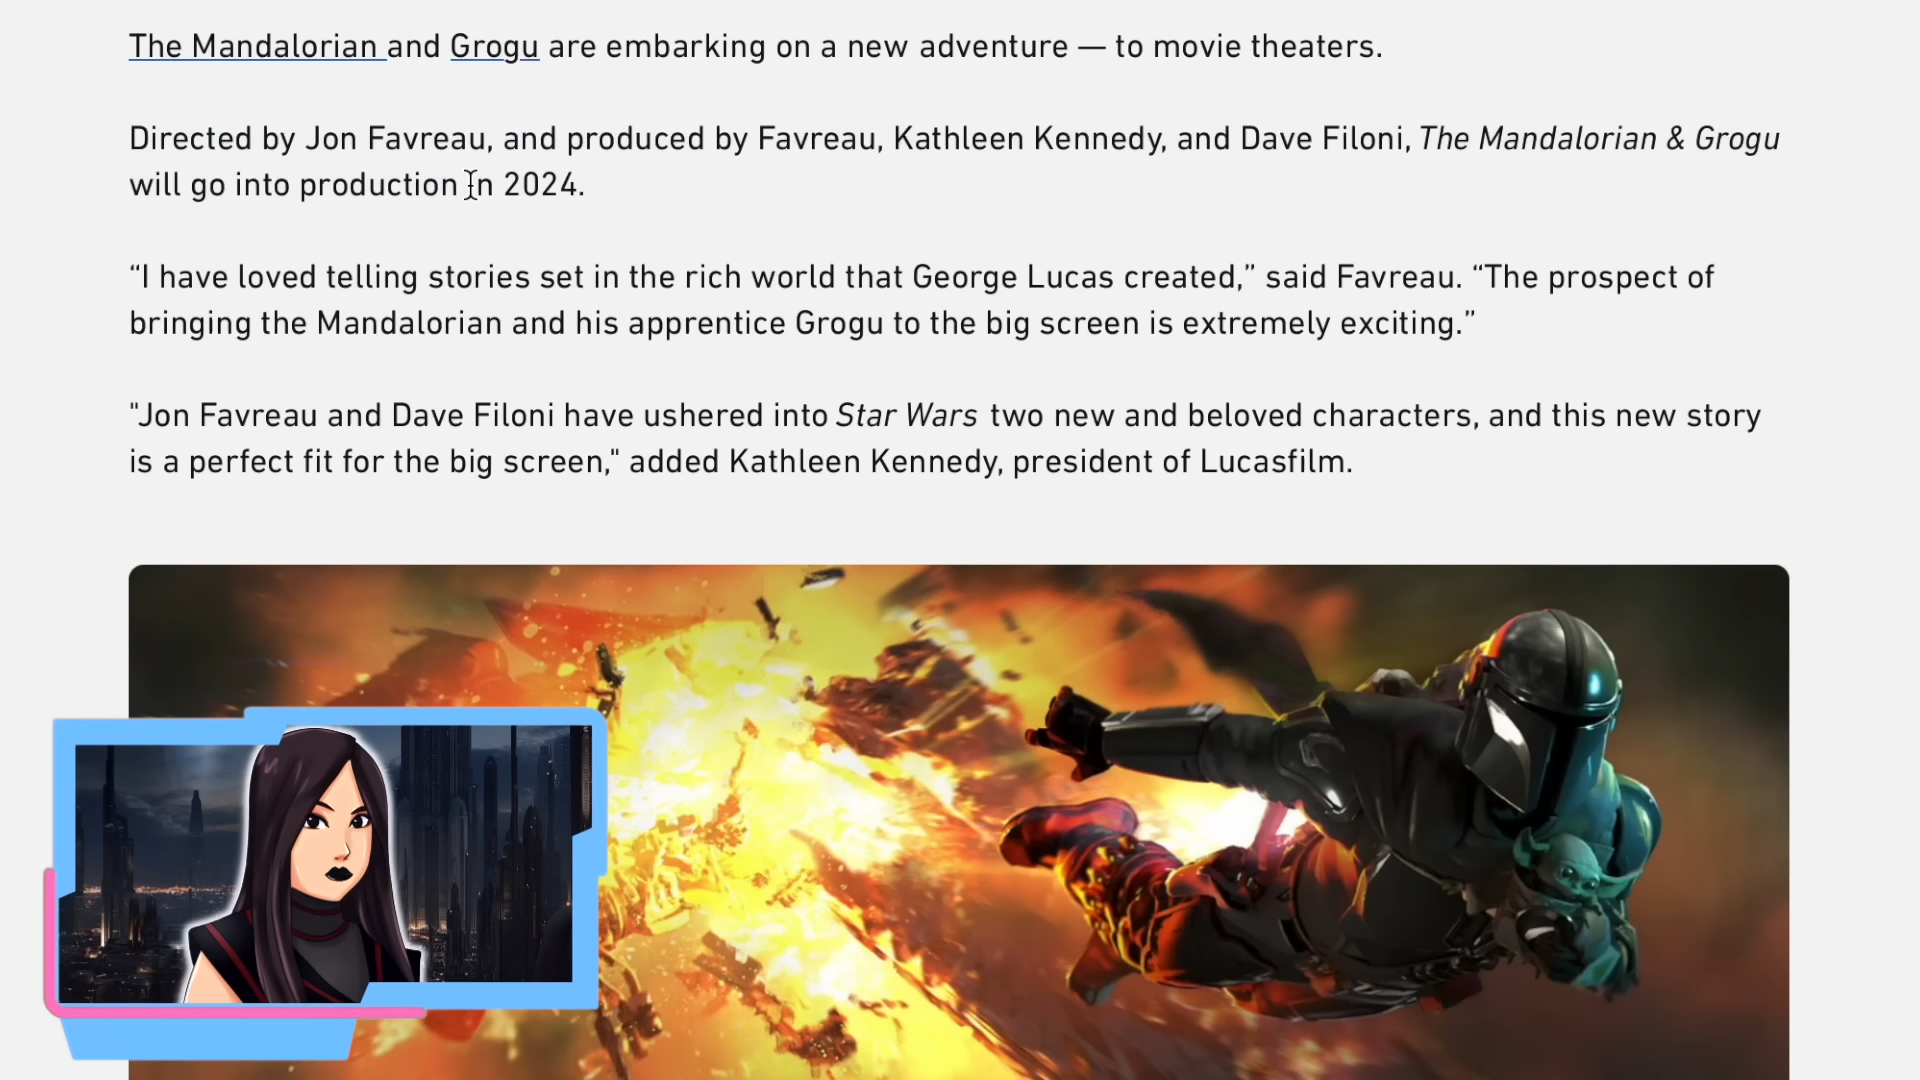 The Mandalorian and Grogu are embarking on a new adventure — to movie theaters.
Directed by Jon Favreau, and produced by Favreau, Kathleen Kennedy, and Dave Filoni, The Mandalorian & Grogu
will go into production in 2024.
“I have loved telling stories set in the rich world that George Lucas created,” said Favreau. “The prospect of
bringing the Mandalorian and his apprentice Grogu to the big screen is extremely exciting.”
"Jon Favreau and Dave Filoni have ushered into Star Wars two new and beloved characters, and this new story
is a perfect fit for the big screen," added Kathleen Kennedy, president of Lucasfilm.